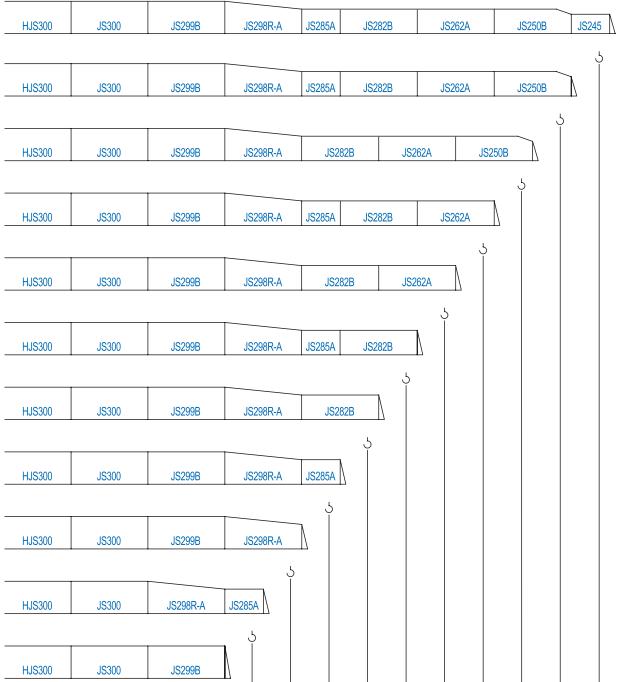 HJS300 JS300 JS299B JS298R-A JS285A JS282B JS262A JS250B JS245
HJS300 JS300 JS299B JS298R-A JS285A JS282B JS262A JS250B
HJS300 JS300 JS299B JS298R-A JS282B JS262A JS250B
HJS300 JS300 JS299B JS298R-A JS285A JS282B JS262A
HJS300 JS300 JS299B JS298R-A JS282B JS262A
HJS300 JS300 JS299B JS298R-A JS285A JS282B
HJS300 JS300 JS299B JS298R-A JS282B
HJS300 JS300 JS299B JS298R-A JS285A
HJS300 JS300 JS299B JS298R-A
HJS300 JS300 JS298R-A JS285A
HJS300 JS300 JS299B